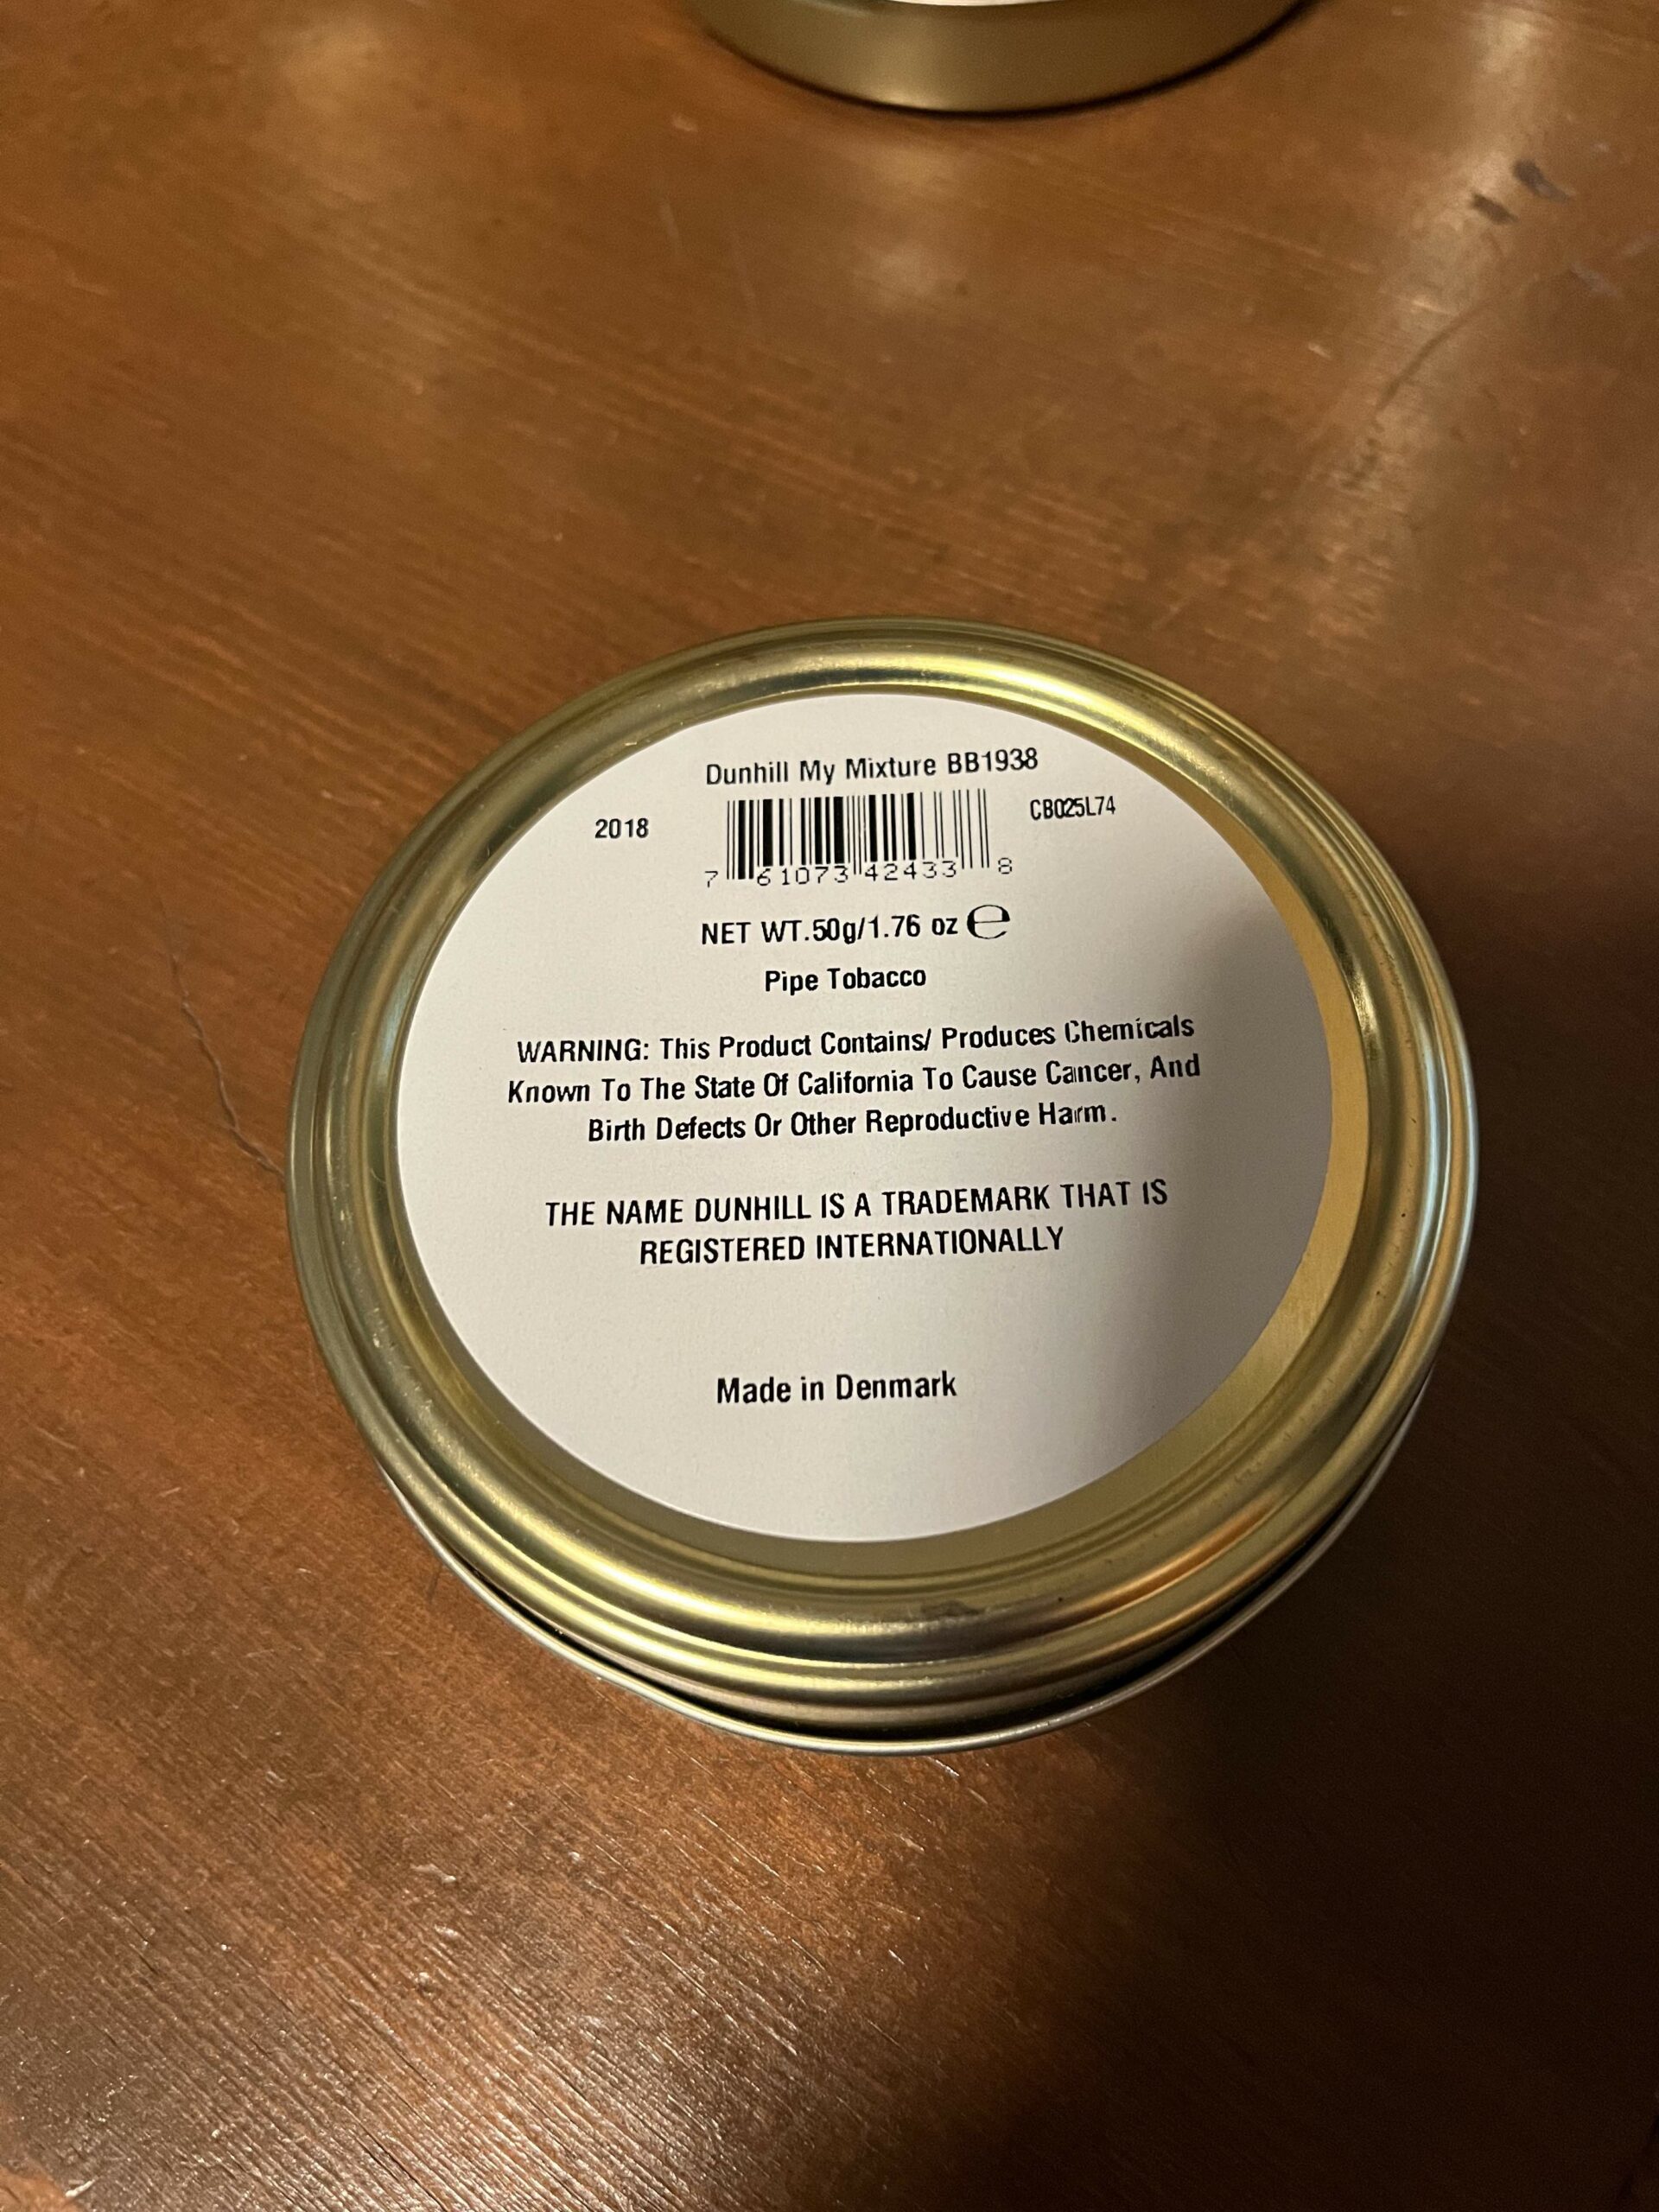 Dunhill My Mixture BB1938
2018
CB025L74
7 61073 42433 8
NET WT.50g/1.76 oz ℮
Pipe Tobacco
WARNING: This Product Contains/ Produces Chemicals
Known To The State Of California To Cause Cancer, And
Birth Defects Or Other Reproductive Harm.
THE NAME DUNHILL IS A TRADEMARK THAT IS
REGISTERED INTERNATIONALLY
Made in Denmark